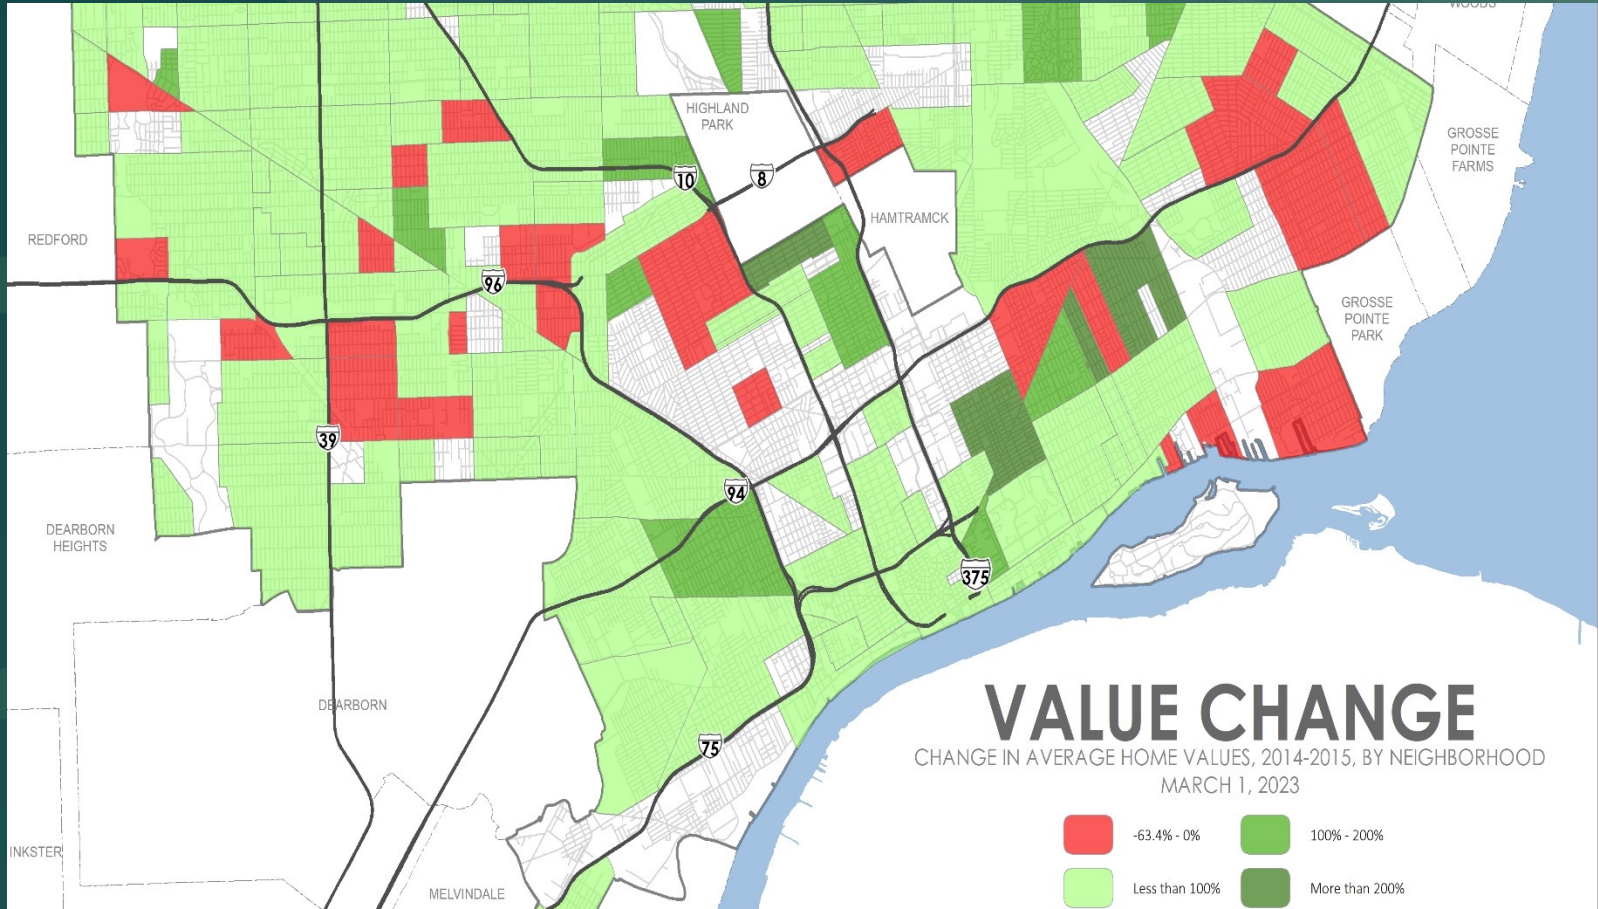 WOODS
HIGHLAND
PARK
GROSSE
POINTE
FARMS
10
8
HAMTRAMCK
REDFORD
96
GROSSE
POINTE
PARK
39
94
DEARBORN
HEIGHTS
375
DEARBORN
75
INKSTER
MELVINDALE
VALUE CHANGE
CHANGE IN AVERAGE HOME VALUES, 2014-2015, BY NEIGHBORHOOD
MARCH 1, 2023
-63.4% - 0%
100% - 200%
Less than 100%
More than 200%